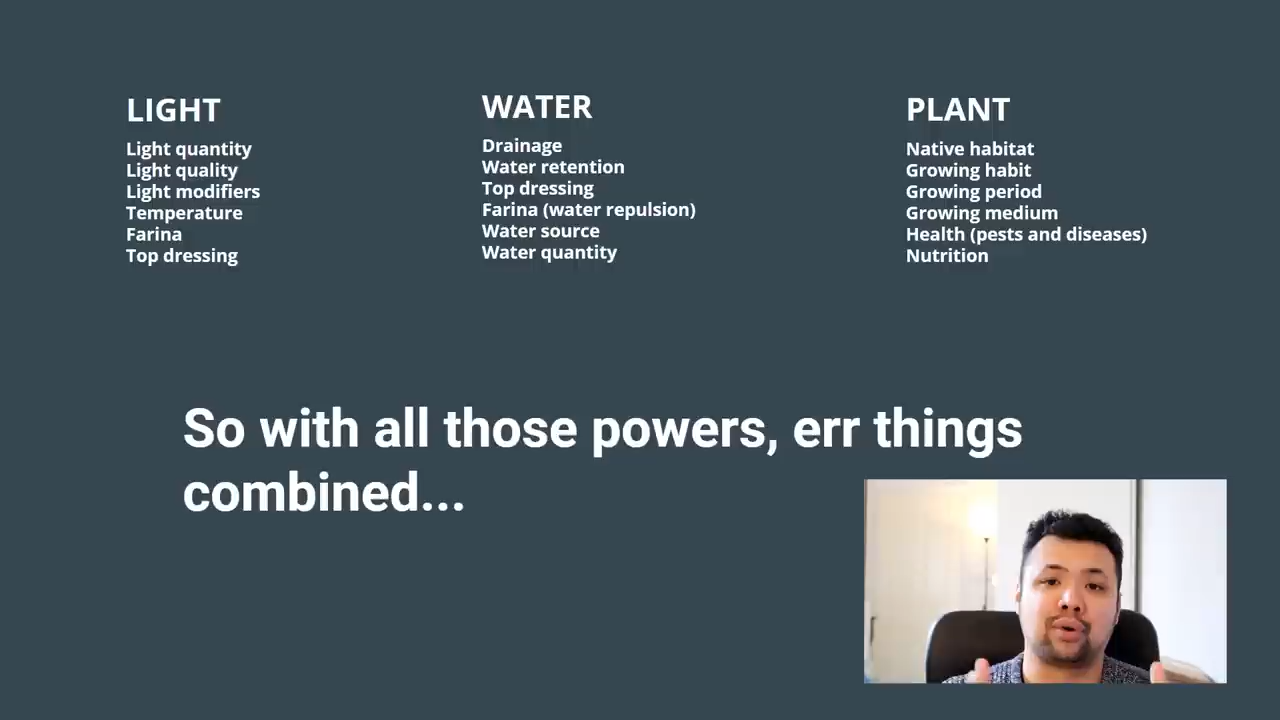 LIGHT
Light quantity
Light quality
Light modifiers
Temperature
Farina
Top dressing
WATER
Drainage
Water retention
Top dressing
Farina (water repulsion)
Water source
Water quantity
PLANT
Native habitat
Growing habit
Growing period
Growing medium
Health (pests and diseases)
Nutrition
So with all those powers, err things
combined...